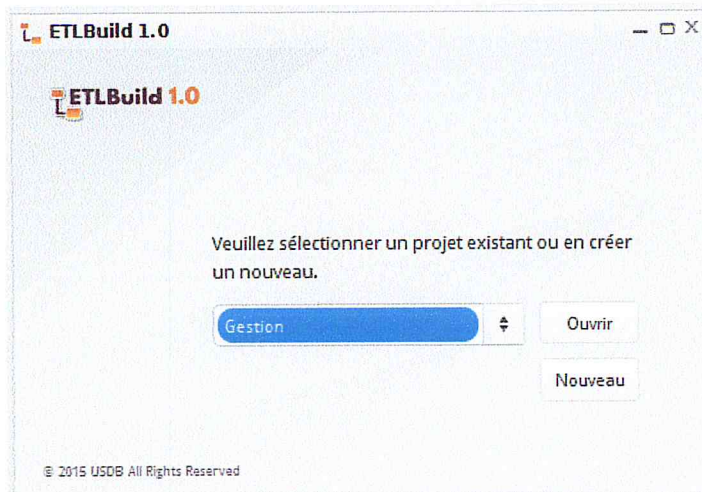 ETLBuild 1.0
ETLBuild 1.0
Veuillez sélectionner un projet existant ou en créer
un nouveau.
Gestion
Ouvrir
Nouveau
© 2015 USDB All Rights Reserved